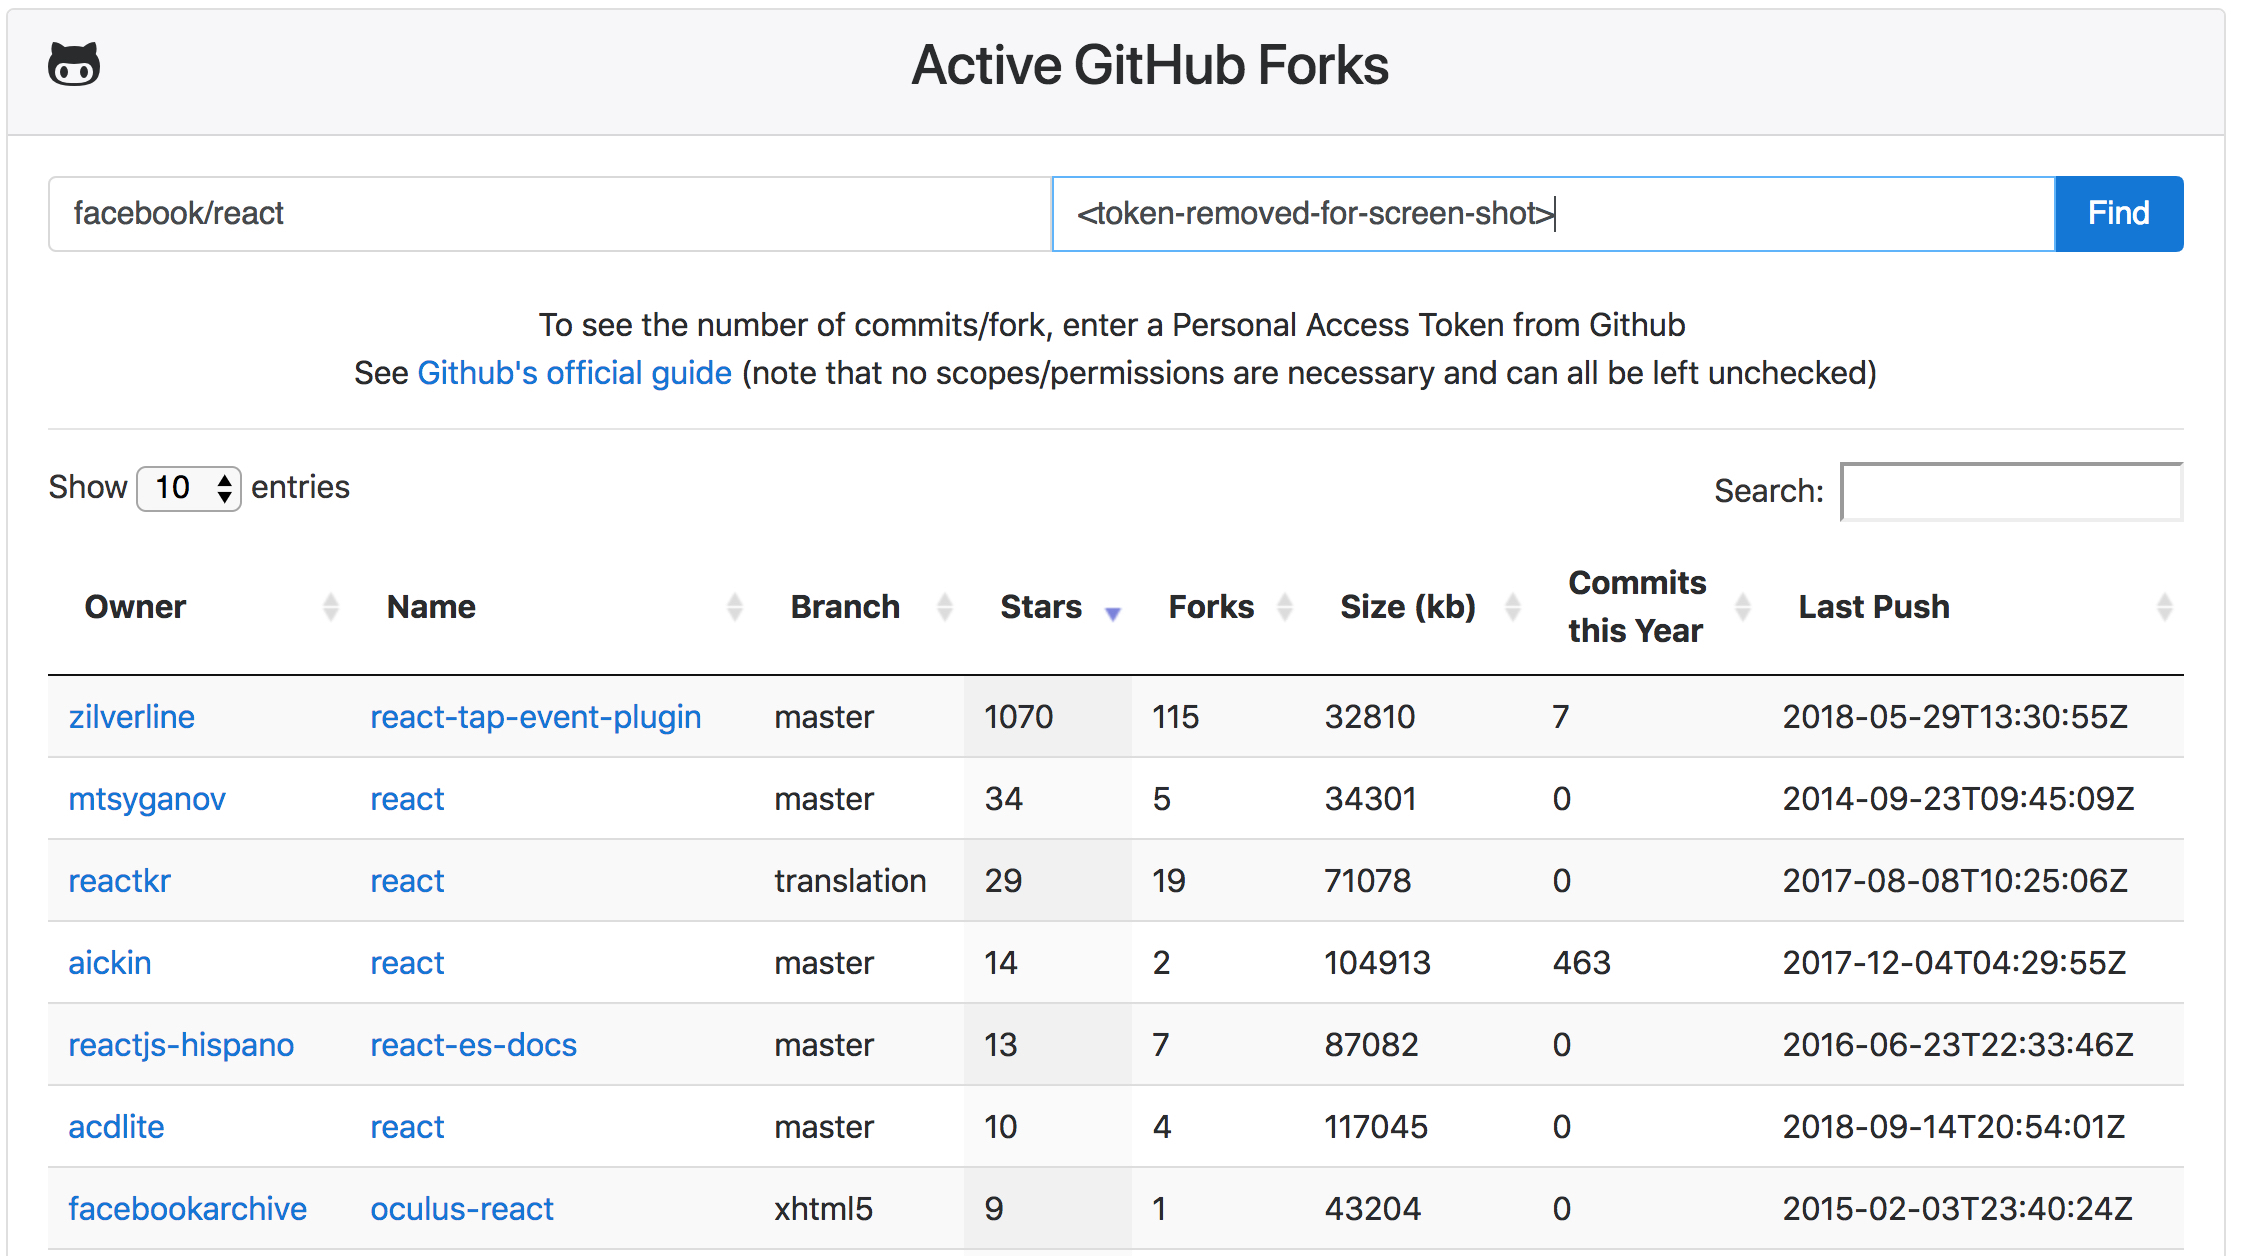 Active GitHub Forks
facebook/react <token-removed-for-screen-shot> Find
To see the number of commits/fork, enter a Personal Access Token from Github
See Github's official guide (note that no scopes/permissions are necessary and can all be left unchecked)
Show 10 entries Search:
Owner Name Branch Stars Forks Size (kb) Commits this Year Last Push
zilverline react-tap-event-plugin master 1070 115 32810 7 2018-05-29T13:30:55Z
mtsyganov react master 34 5 34301 0 2014-09-23T09:45:09Z
reactkr react translation 29 19 71078 0 2017-08-08T10:25:06Z
aickin react master 14 2 104913 463 2017-12-04T04:29:55Z
reactjs-hispano react-es-docs master 13 7 87082 0 2016-06-23T22:33:46Z
acdlite react master 10 4 117045 0 2018-09-14T20:54:01Z
facebookarchive oculus-react xhtml5 9 1 43204 0 2015-02-03T23:40:24Z